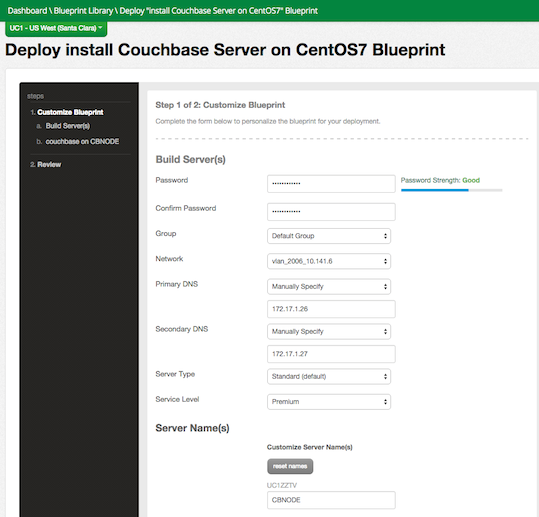 Dashboard \ Blueprint Library \ Deploy "install Couchbase Server on CentOS7" Blueprint
UC1 - US West (Santa Clara)
Deploy install Couchbase Server on CentOS7 Blueprint
steps
1. Customize Blueprint
a. Build Server(s)
b. couchbase on CBNODE
2. Review
Step 1 of 2: Customize Blueprint
Complete the form below to personalize the blueprint for your deployment.
Build Server(s)
Password
Password Strength: Good
Confirm Password
Group
Default Group
Network
vlan_2006_10.141.6
Primary DNS
Manually Specify
172.17.1.26
Secondary DNS
Manually Specify
172.17.1.27
Server Type
Standard (default)
Service Level
Premium
Server Name(s)
Customize Server Name(s)
reset names
UC1ZZTV
CBNODE